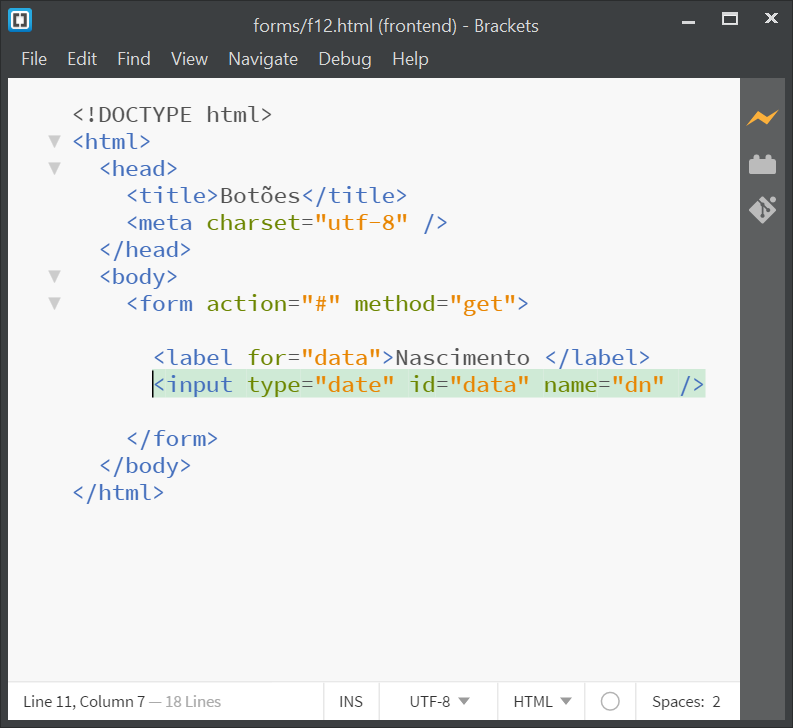 forms/f12.html (frontend) - Brackets
File Edit Find View Navigate Debug Help
<!DOCTYPE html>
<html>
<head>
<title>Botões</title>
<meta charset="utf-8" />
</head>
<body>
<form action="#" method="get">
<label for="data">Nascimento </label>
<input type="date" id="data" name="dn" />
</form>
</body>
</html>
Line 11, Column 7 — 18 Lines INS UTF-8 HTML Spaces: 2